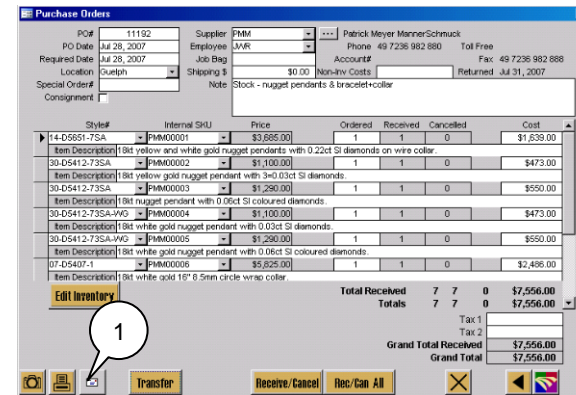 Purchase Orders
PO# 11192 Supplier PMM ... Patrick Meyer MannerSchmuck
PO Date Jul 28, 2007 Employee JWR Phone 49 7236 982 880 Toll Free
Required Date Jul 28, 2007 Job Bag Account# Fax 49 7236 982 888
Location Guelph Shipping $ $0.00 Non-Inv Costs Returned Jul 31, 2007
Special Order# Note Stock - nugget pendants & bracelet+collar
Consignment
Style# Internal SKU Price Ordered Received Cancelled Cost
14-D5651-7SA PMM00001 $3,685.00 1 1 0 $1,639.00
Item Description 18kt yellow and white gold nugget pendants with 0.22ct SI diamonds on wire collar.
30-D5412-73SA PMM00002 $1,100.00 1 1 0 $473.00
Item Description 18kt yellow gold nugget pendant with 3=0.03ct SI diamonds.
30-D5412-73SA PMM00003 $1,290.00 1 1 0 $550.00
Item Description 18kt nugget pendant with 0.06ct SI coloured diamonds.
30-D5412-73SA-WG PMM00004 $1,100.00 1 1 0 $473.00
Item Description 18kt white gold nugget pendant with 0.03ct SI diamonds.
30-D5412-73SA-WG PMM00005 $1,290.00 1 1 0 $550.00
Item Description 18kt white gold nugget pendant with 0.06ct SI coloured diamonds.
07-D5407-1 PMM00006 $5,825.00 1 1 0 $2,486.00
Item Description 18kt white gold 16" 8.5mm circle wrap collar.
Edit Inventory Total Received 7 7 0 $7,556.00
Totals 7 7 0 $7,556.00
Tax 1
1 Tax 2
Grand Total Received $7,556.00
Grand Total $7,556.00
Transfer Receive/Cancel Rec/Can All